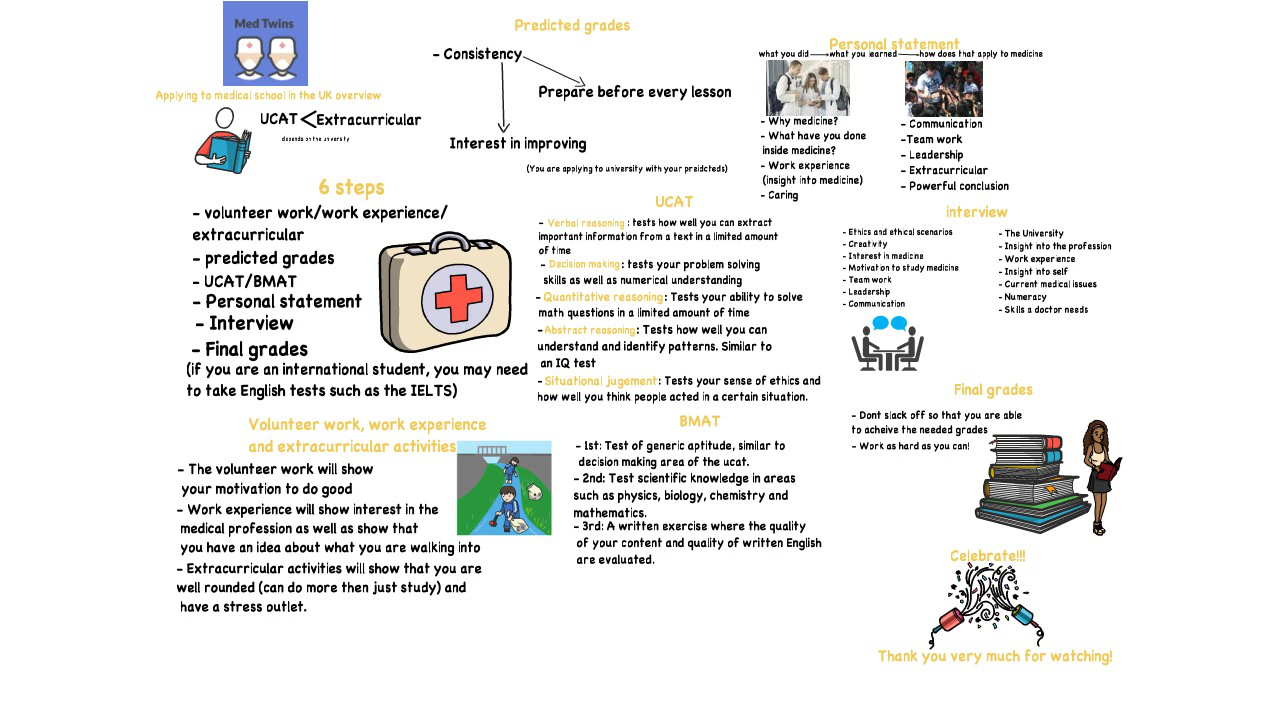 Med Twins
Applying to medical school in the UK overview
UCAT < Extracurricular
depends on the university
6 steps
- volunteer work/work experience/
extracurricular
- predicted grades
- UCAT/BMAT
- Personal statement
- Interview
- Final grades
(if you are an international student, you may need
to take English tests such as the IELTS)
Volunteer work, work experience
and extracurricular activities
- The volunteer work will show
your motivation to do good
- Work experience will show interest in the
medical profession as well as show that
you have an idea about what you are walking into
- Extracurricular activities will show that you are
well rounded (can do more then just study) and
have a stress outlet.
Predicted grades
- Consistency
Prepare before every lesson
Interest in improving
(You are applying to university with your preidcteds)
UCAT
- Verbal reasoning : tests how well you can extract
important information from a text in a limited amount
of time
- Decision making : tests your problem solving
skills as well as numerical understanding
- Quantitative reasoning: Tests your ability to solve
math questions in a limited amount of time
-Abstract reasoning: Tests how well you can
understand and identify patterns. Similar to
an IQ test
- Situational jugement: Tests your sense of ethics and
how well you think people acted in a certain situation.
BMAT
- 1st: Test of generic aptitude, similar to
decision making area of the ucat.
- 2nd: Test scientific knowledge in areas
such as physics, biology, chemistry and
mathematics.
- 3rd: A written exercise where the quality
of your content and quality of written English
are evaluated.
Personal statement
what you did what you learned how does that apply to medicine
- Why medicine?
- What have you done
inside medicine?
- Work experience
(insight into medicine)
- Caring
- Communication
-Team work
- Leadership
- Extracurricular
- Powerful conclusion
interview
- Ethics and ethical scenarios
- Creativity
- Interest in medicine
- Motivation to study medicine
- Team work
- Leadership
- Communication
- The University
- Insight into the profession
- Work experience
- Insight into self
- Current medical issues
- Numeracy
- Skills a doctor needs
Final grades
- Dont slack off so that you are able
to acheive the needed grades
- Work as hard as you can!
Celebrate!!!
Thank you very much for watching!